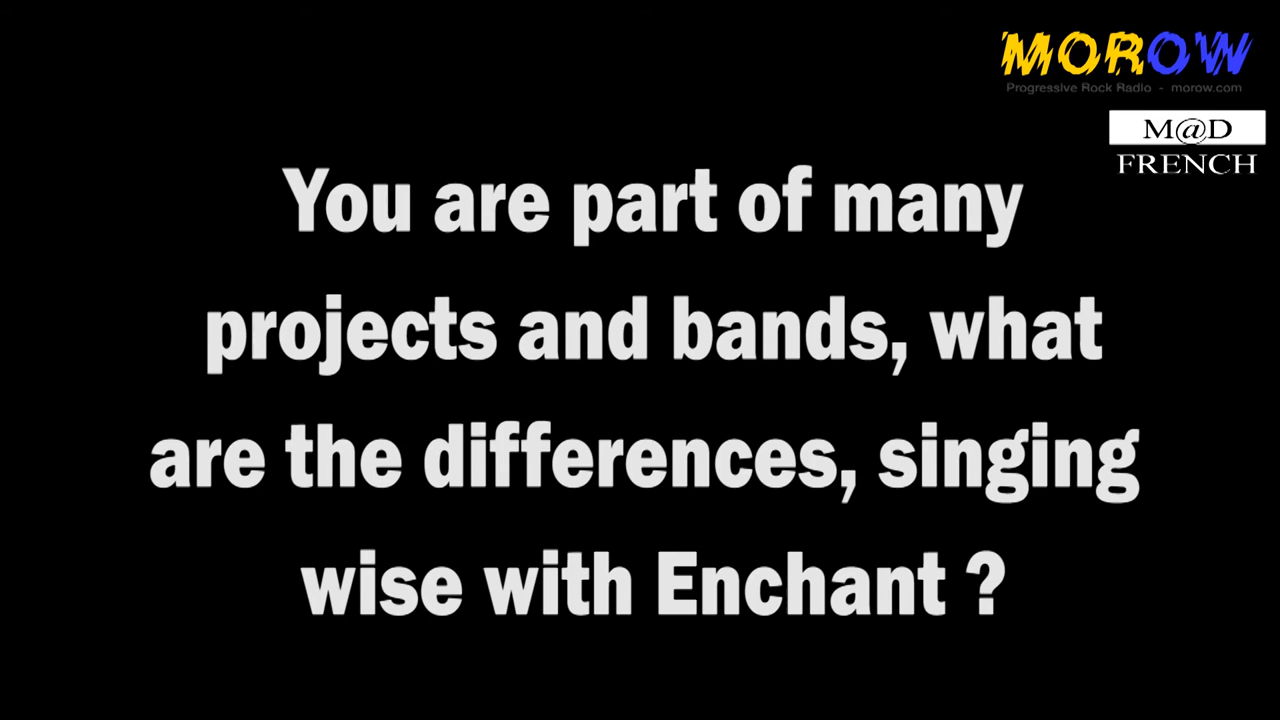 MOROW
Progressive Rock Radio - morow.com
M@D
FRENCH
You are part of many
projects and bands, what
are the differences, singing
wise with Enchant ?